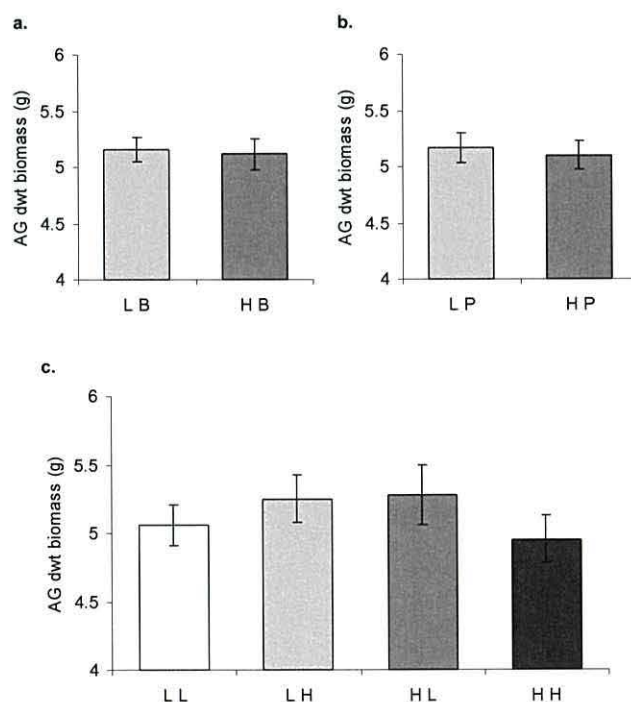 a.
AG dwt biomass (g)
6
5.5
5
4.5
4
L B H B
b.
AG dwt biomass (g)
6
5.5
5
4.5
4
L P H P
c.
AG dwt biomass (g)
6
5.5
5
4.5
4
L L L H H L H H